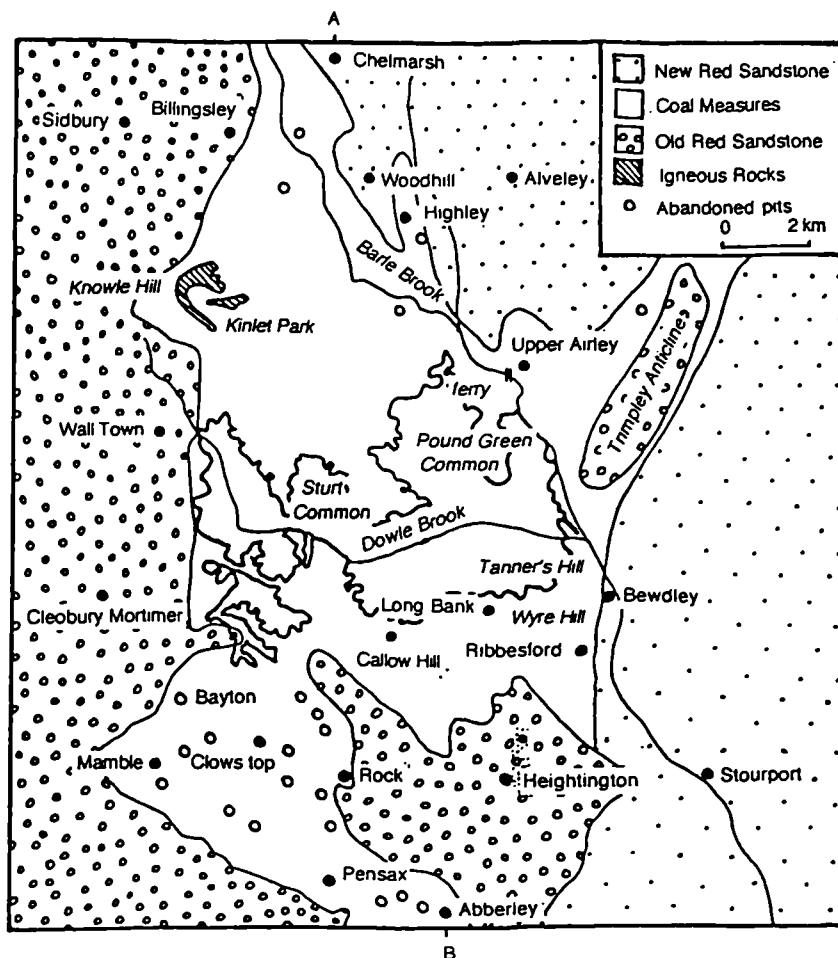 A
Chelmarsh
New Red Sandstone
Coal Measures
Old Red Sandstone
Igneous Rocks
Abandoned pits
0 2 km
Sidbury
Billingsley
Woodhill
Alveley
Highley
Barle Brook
Knowle Hill
Kinlet Park
Upper Airley
Trimpley Anticline
Ierry
Wall Town
Pound Green
Common
Sturt
Common
Dowle Brook
Tanner's Hill
Cleobury Mortimer
Long Bank
Wyre Hill
Bewdley
Callow Hill
Ribbesford
Bayton
Mamble
Clows top
Rock
Heightington
Stourport
Pensax
Abberley
B